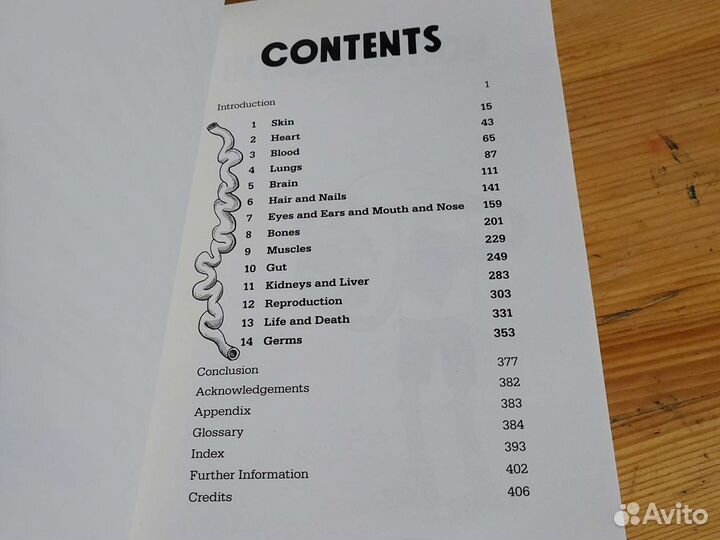 CONTENTS
Introduction 1
1 Skin 15
2 Heart 43
3 Blood 65
4 Lungs 87
5 Brain 111
6 Hair and Nails 141
7 Eyes and Ears and Mouth and Nose 159
8 Bones 201
9 Muscles 229
10 Gut 249
11 Kidneys and Liver 283
12 Reproduction 303
13 Life and Death 331
14 Germs 353
Conclusion 377
Acknowledgements 382
Appendix 383
Glossary 384
Index 393
Further Information 402
Credits 406
Avito